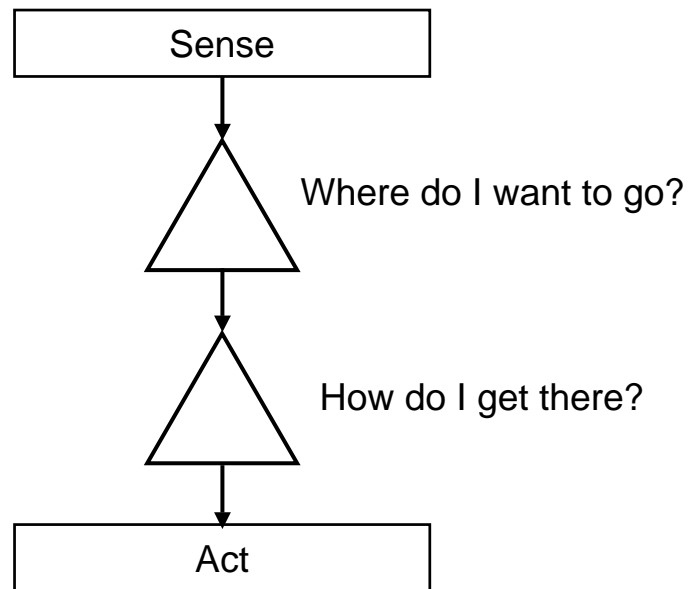 Sense
Where do I want to go?
How do I get there?
Act